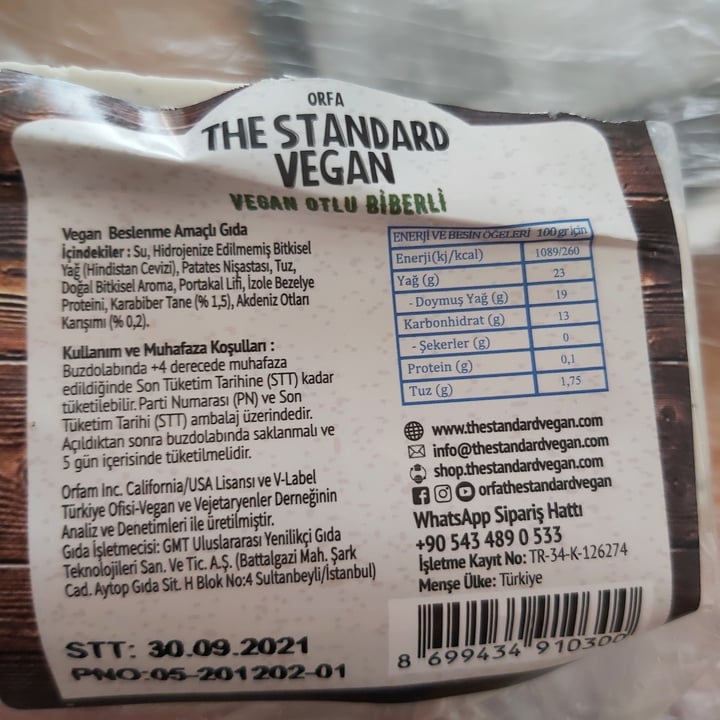 ORFA
THE STANDARD
VEGAN
VEGAN OTLU BİBERLİ
Vegan Beslenme Amaçlı Gıda
İçindekiler : Su, Hidrojenize Edilmemiş Bitkisel
Yağ (Hindistan Cevizi), Patates Nişastası, Tuz,
Doğal Bitkisel Aroma, Portakal Lifi, İzole Bezelye
Proteini, Karabiber Tane (% 1,5), Akdeniz Otları
Karışımı (% 0,2).
Kullanım ve Muhafaza Koşulları :
Buzdolabında +4 derecede muhafaza
edildiğinde Son Tüketim Tarihine (STT) kadar
tüketilebilir. Parti Numarası (PN) ve Son
Tüketim Tarihi (STT) ambalaj üzerindedir.
Açıldıktan sonra buzdolabında saklanmalı ve
5 gün içerisinde tüketilmelidir.
Orfam Inc. California/USA Lisansı ve V-Label
Türkiye Ofisi-Vegan ve Vejetaryenler Derneğinin
Analiz ve Denetimleri ile üretilmiştir.
Gıda İşletmecisi: GMT Uluslararası Yenilikçi Gıda
Teknolojileri San. Ve Tic. A.Ş. (Battalgazi Mah. Şark
Cad. Aytop Gıda Sit. H Blok No:4 Sultanbeyli/İstanbul)
STT: 30.09.2021
PNO:05-201202-01
ENERJİ VE BESİN ÖGELERİ 100 gr için
Enerji(kj/kcal) 1089/260
Yağ (g) 23
- Doymuş Yağ (g) 19
Karbonhidrat (g) 13
- Şekerler (g) 0
Protein (g) 0,1
Tuz (g) 1,75
www.thestandardvegan.com
info@thestandardvegan.com
shop.thestandardvegan.com
orfathestandardvegan
WhatsApp Sipariş Hattı
+90 543 489 0 533
İşletme Kayıt No: TR-34-K-126274
Menşe Ülke: Türkiye
8 699434 910300